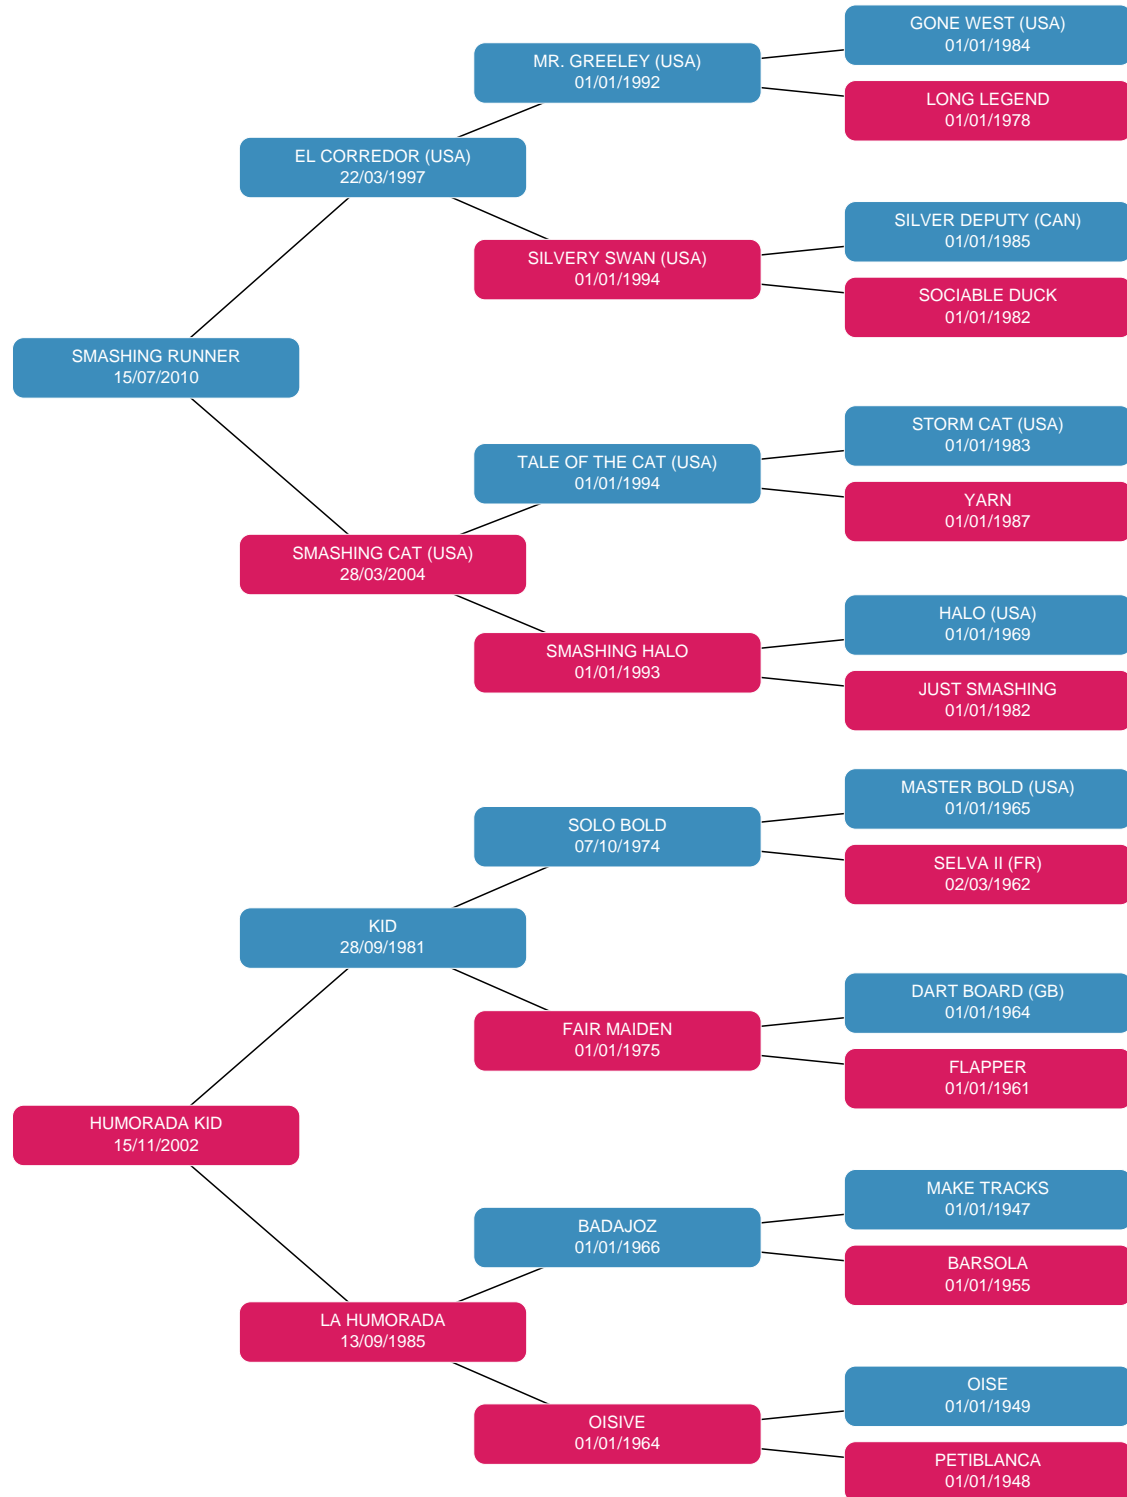 GONE WEST (USA)
01/01/1984
MR. GREELEY (USA)
01/01/1992
LONG LEGEND
01/01/1978
EL CORREDOR (USA)
22/03/1997
SILVER DEPUTY (CAN)
01/01/1985
SILVERY SWAN (USA)
01/01/1994
SOCIABLE DUCK
01/01/1982
SMASHING RUNNER
15/07/2010
STORM CAT (USA)
01/01/1983
TALE OF THE CAT (USA)
01/01/1994
YARN
01/01/1987
SMASHING CAT (USA)
28/03/2004
HALO (USA)
01/01/1969
SMASHING HALO
01/01/1993
JUST SMASHING
01/01/1982
MASTER BOLD (USA)
01/01/1965
SOLO BOLD
07/10/1974
SELVA II (FR)
02/03/1962
KID
28/09/1981
DART BOARD (GB)
01/01/1964
FAIR MAIDEN
01/01/1975
FLAPPER
01/01/1961
HUMORADA KID
15/11/2002
MAKE TRACKS
01/01/1947
BADAJOZ
01/01/1966
BARSOLA
01/01/1955
LA HUMORADA
13/09/1985
OISE
01/01/1949
OISIVE
01/01/1964
PETIBLANCA
01/01/1948